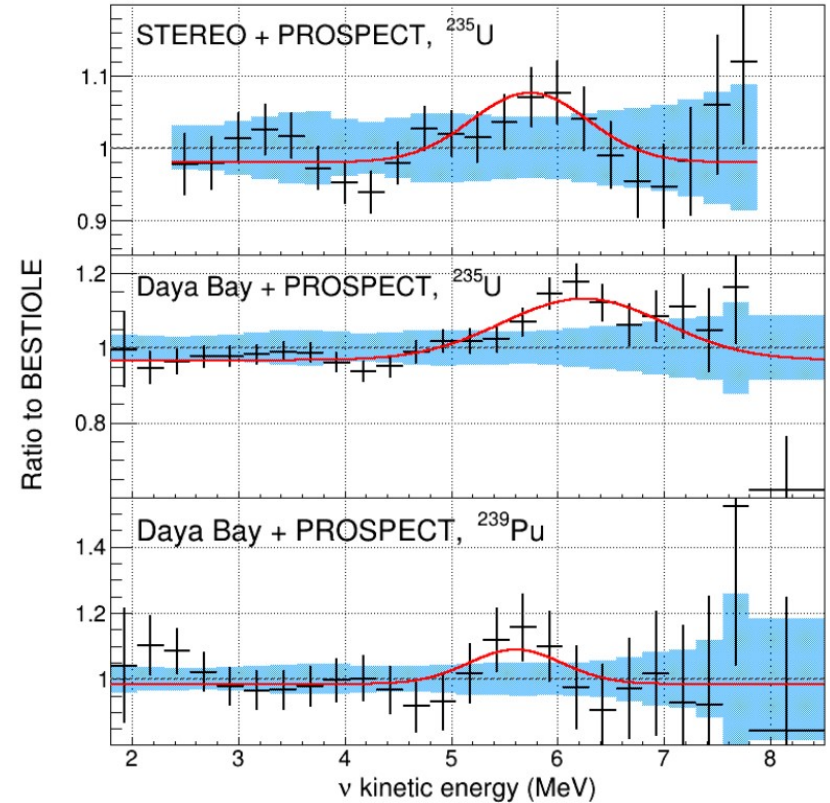 STEREO + PROSPECT, ²³⁵U
1.1
1
0.9
Ratio to BESTIOLE
Daya Bay + PROSPECT, ²³⁵U
1.2
1
0.8
Daya Bay + PROSPECT, ²³⁹Pu
1.4
1.2
1
2 3 4 5 6 7 8
ν kinetic energy (MeV)